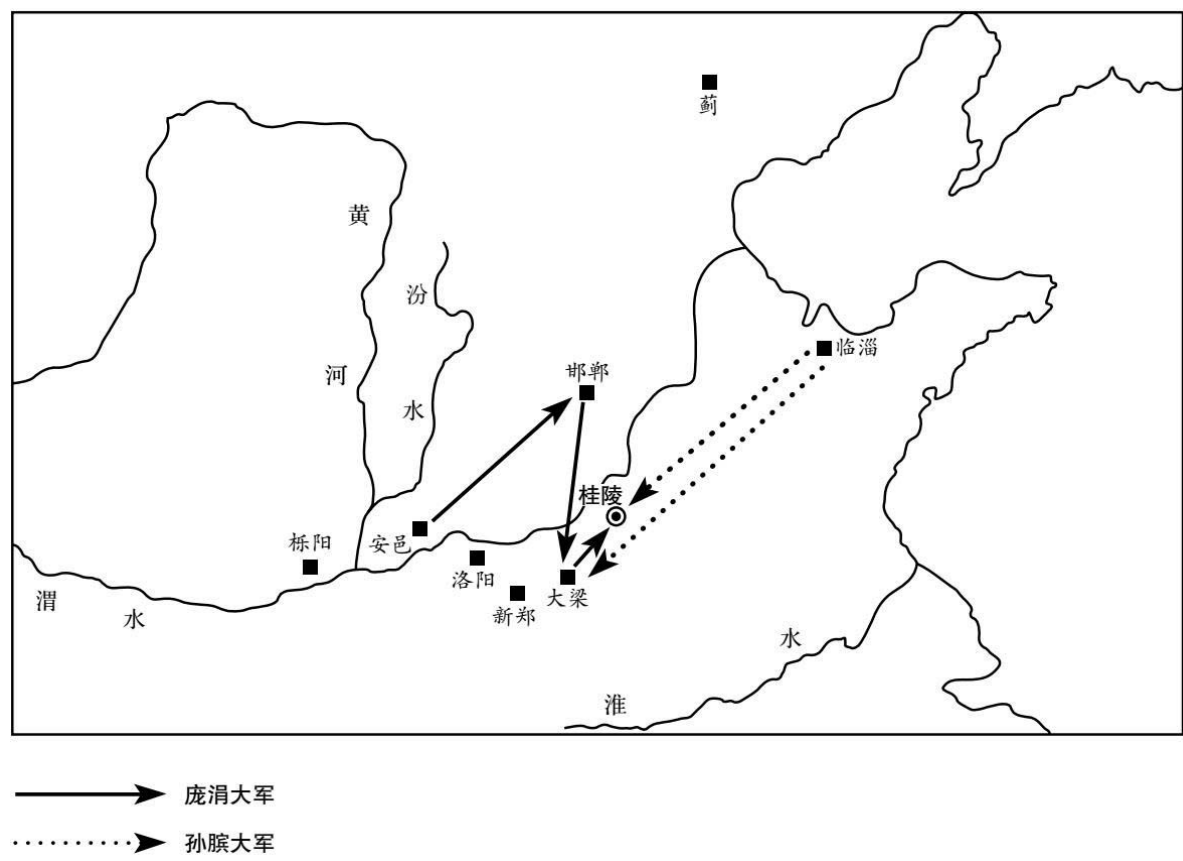 蓟
黄
河
汾
水
临淄
邯郸
桂陵
栎阳
安邑
洛阳
新郑
大梁
渭
水
淮
水
庞涓大军
孙膑大军